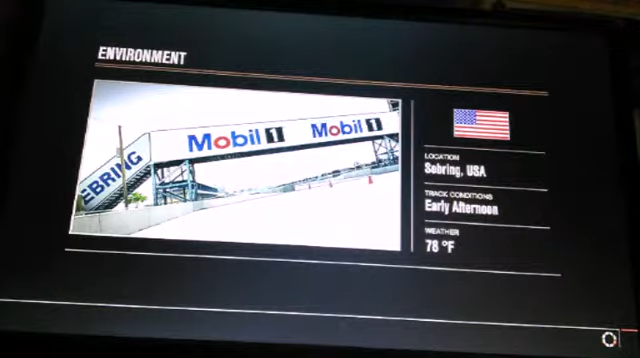 ENVIRONMENT
Mobil 1 Mobil 1
EBRING
LOCATION
Sebring, USA
TRACK CONDITIONS
Early Afternoon
WEATHER
78 °F